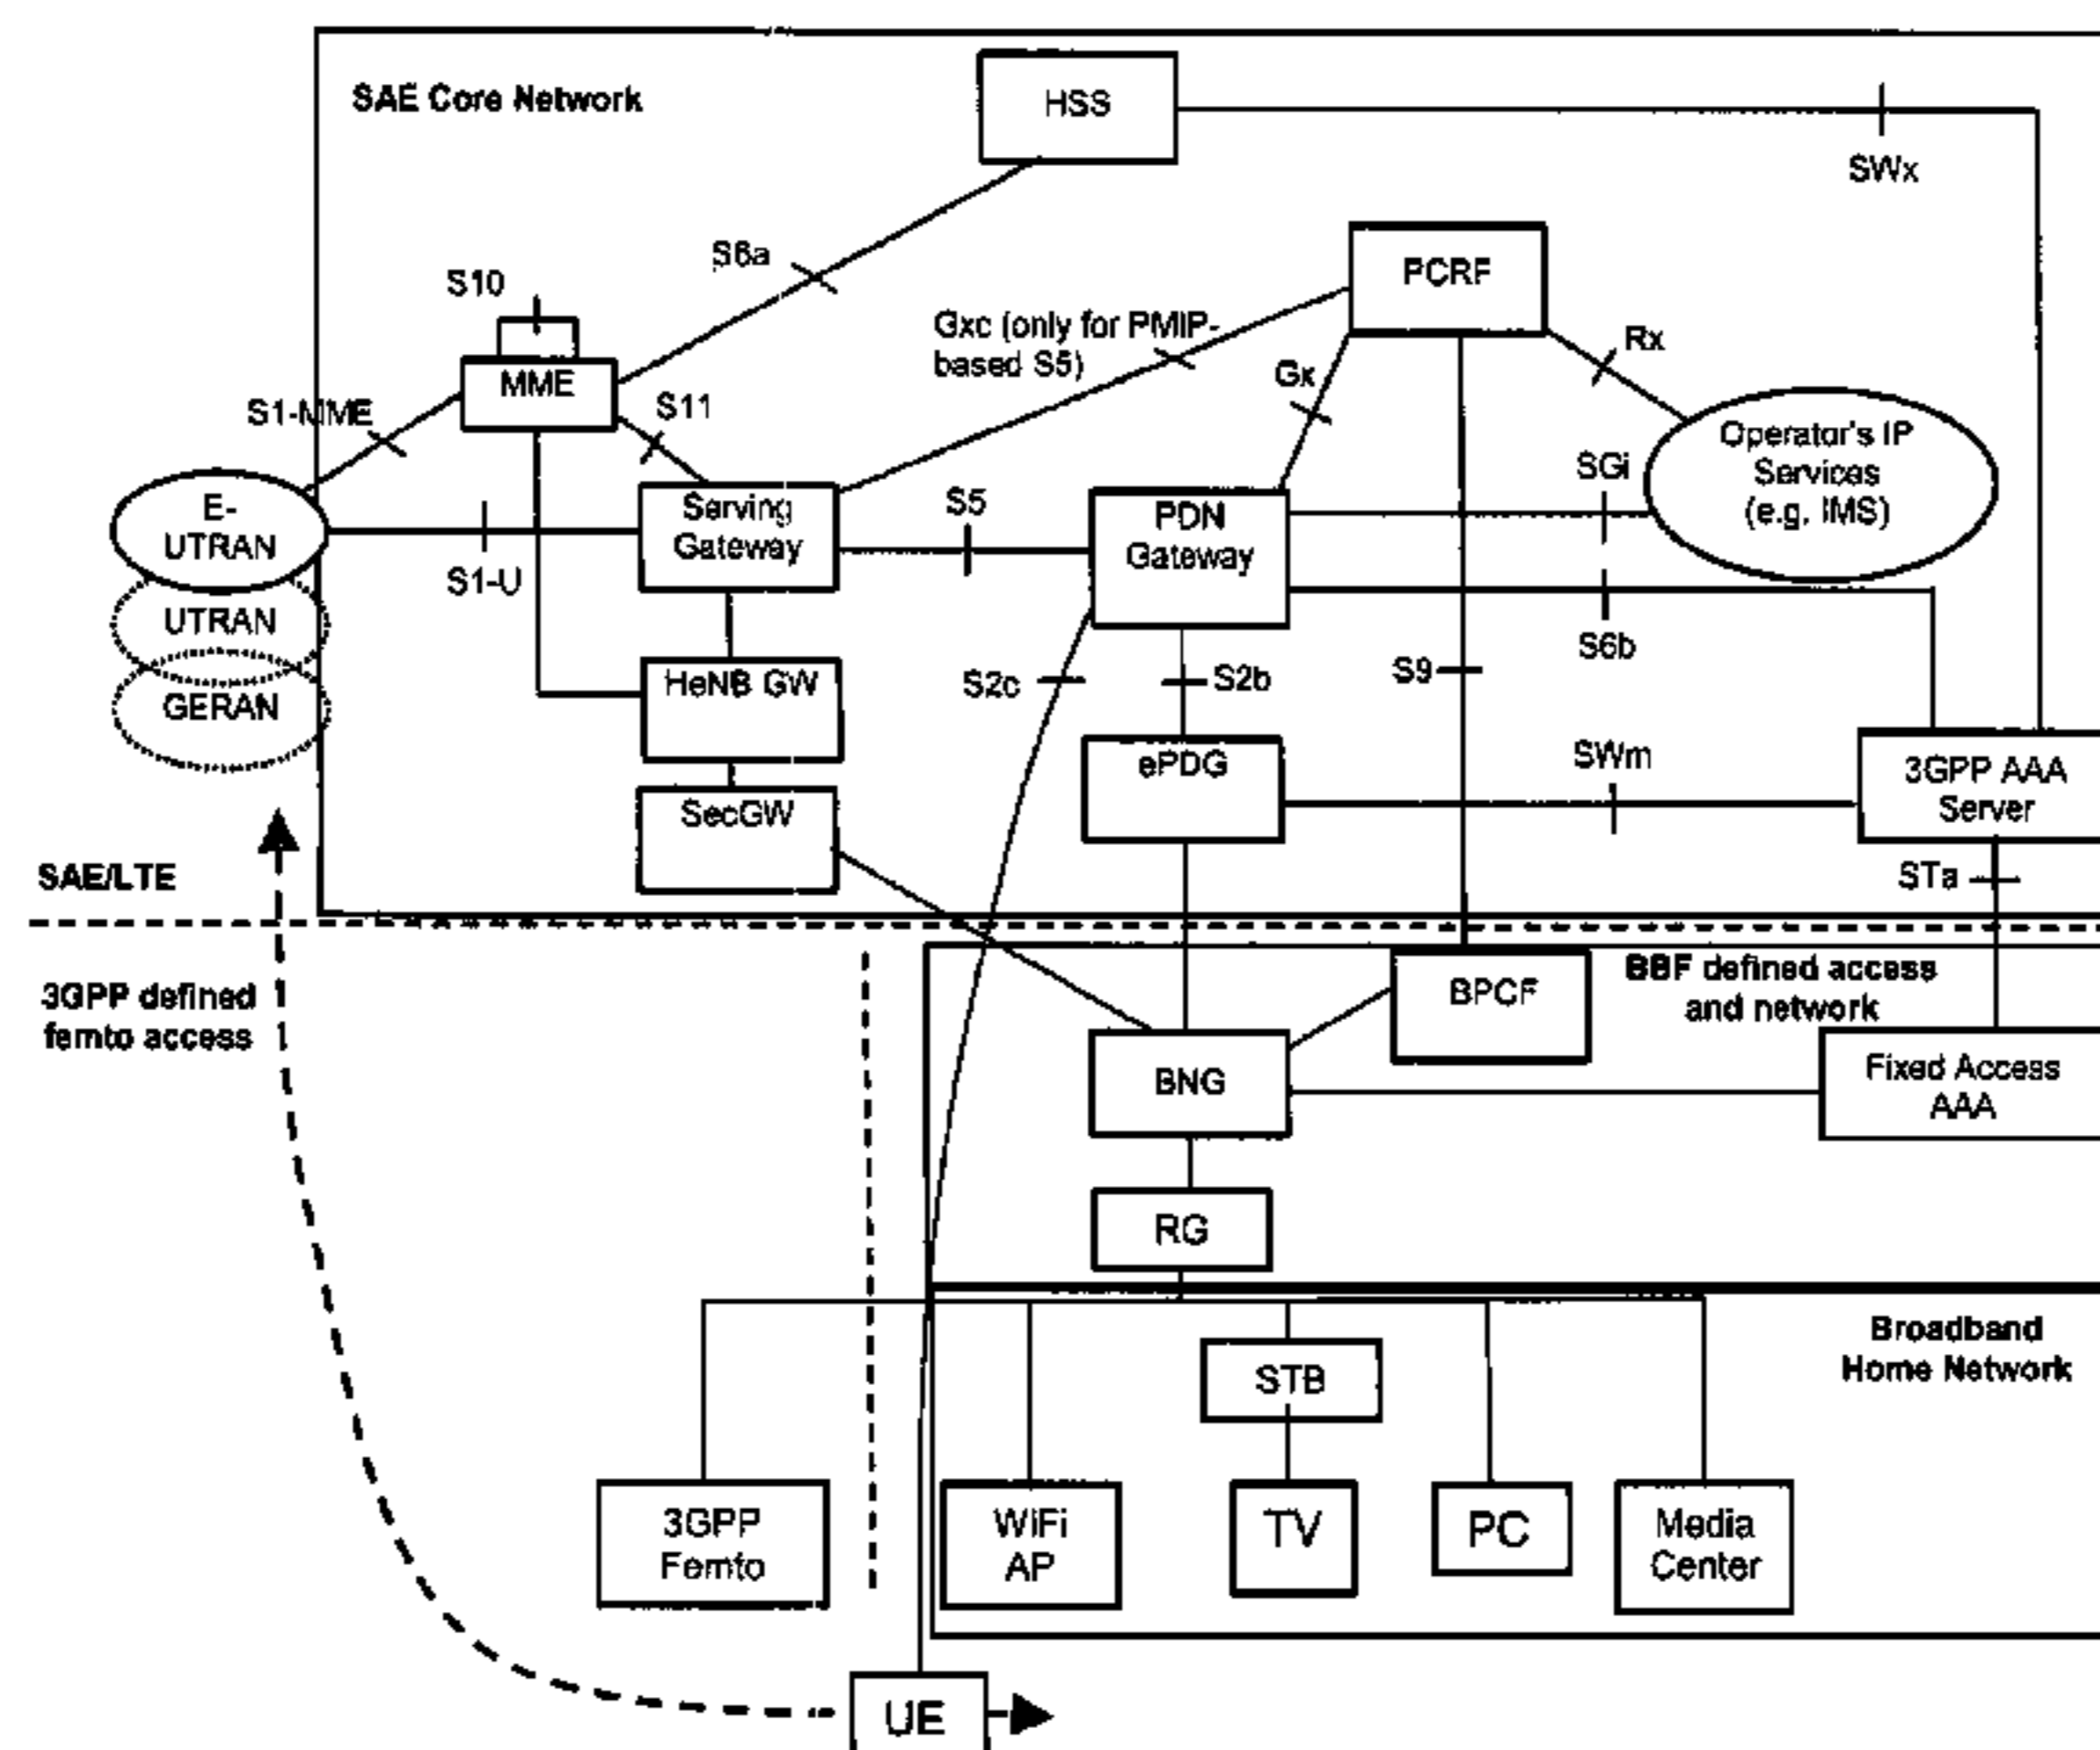 SAE Core Network
HSS
SWx
S6a
S10
PCRF
Gxc (only for PMIP-
based S5)
Rx
Gx
MME
S1-MME
S11
Operator's IP
Services
(e.g. IMS)
SGi
E-
UTRAN
Serving
Gateway
S5
PDN
Gateway
S1-U
UTRAN
S6b
HeNB GW
S2c
S2b
S9
GERAN
SWm
ePDG
3GPP AAA
Server
SecGW
SAE/LTE
STa
3GPP defined
femto access
BPCF
BBF defined access
and network
BNG
Fixed Access
AAA
RG
Broadband
Home Network
STB
3GPP
Femto
WiFi
AP
TV
PC
Media
Center
UE